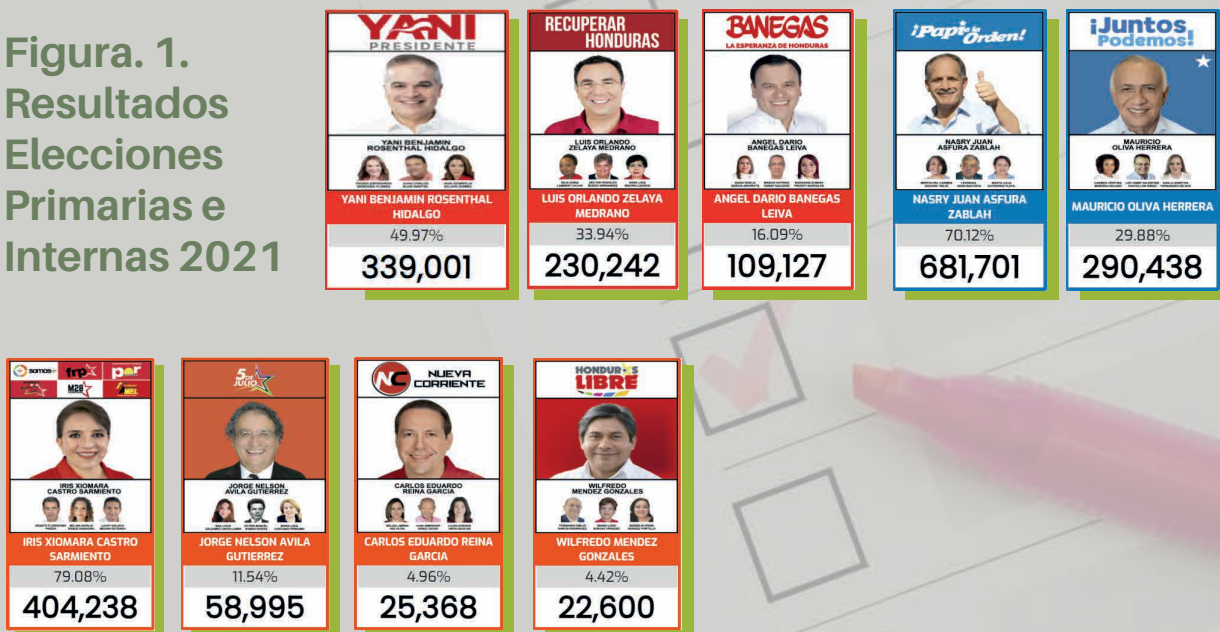 Figura. 1.
Resultados
Elecciones
Primarias e
Internas 2021
YANI
PRESIDENTE
YANI BENJAMIN
ROSENTHAL HIDALGO
YANI BENJAMIN ROSENTHAL
HIDALGO
49.97%
339,001
RECUPERAR
HONDURAS
LUIS ORLANDO
ZELAYA MEDRANO
LUIS ORLANDO ZELAYA
MEDRANO
33.94%
230,242
BANEGAS
LA ESPERANZA DE HONDURAS
ANGEL DARIO
BANEGAS LEIVA
ANGEL DARIO BANEGAS
LEIVA
16.09%
109,127
¡Papi a la Orden!
NASRY JUAN
ASFURA ZABLAH
NASRY JUAN ASFURA
ZABLAH
70.12%
681,701
¡Juntos
Podemos!
MAURICIO
OLIVA HERRERA
MAURICIO OLIVA HERRERA
29.88%
290,438
somos+ frp por
M28 MEL
IRIS XIOMARA
CASTRO SARMIENTO
IRIS XIOMARA CASTRO
SARMIENTO
79.08%
404,238
5 DE
JULIO
JORGE NELSON
AVILA GUTIERREZ
JORGE NELSON AVILA
GUTIERREZ
11.54%
58,995
NC NUEVA
CORRIENTE
CARLOS EDUARDO
REINA GARCIA
CARLOS EDUARDO REINA
GARCIA
4.96%
25,368
HONDURAS
LIBRE
WILFREDO
MENDEZ GONZALES
WILFREDO MENDEZ
GONZALES
4.42%
22,600